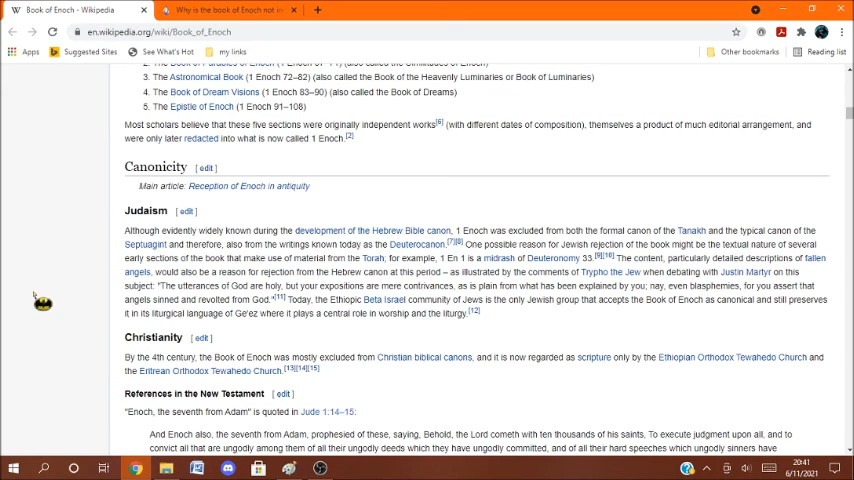 Book of Enoch - Wikipedia
Why is the book of Enoch not in
en.wikipedia.org/wiki/Book_of_Enoch
Apps
Suggested Sites
See What's Hot
my links
Other bookmarks
Reading list
3. The Astronomical Book (1 Enoch 72–82) (also called the Book of the Heavenly Luminaries or Book of Luminaries)
4. The Book of Dream Visions (1 Enoch 83–90) (also called the Book of Dreams)
5. The Epistle of Enoch (1 Enoch 91–108)
Most scholars believe that these five sections were originally independent works[6] (with different dates of composition), themselves a product of much editorial arrangement, and
were only later redacted into what is now called 1 Enoch.[2]
Canonicity [ edit ]
Main article: Reception of Enoch in antiquity
Judaism [ edit ]
Although evidently widely known during the development of the Hebrew Bible canon, 1 Enoch was excluded from both the formal canon of the Tanakh and the typical canon of the
Septuagint and therefore, also from the writings known today as the Deuterocanon.[7][8] One possible reason for Jewish rejection of the book might be the textual nature of several
early sections of the book that make use of material from the Torah; for example, 1 En 1 is a midrash of Deuteronomy 33.[9][10] The content, particularly detailed descriptions of fallen
angels, would also be a reason for rejection from the Hebrew canon at this period – as illustrated by the comments of Trypho the Jew when debating with Justin Martyr on this
subject: "The utterances of God are holy, but your expositions are mere contrivances, as is plain from what has been explained by you; nay, even blasphemies, for you assert that
angels sinned and revolted from God."[11] Today, the Ethiopic Beta Israel community of Jews is the only Jewish group that accepts the Book of Enoch as canonical and still preserves
it in its liturgical language of Ge'ez where it plays a central role in worship and the liturgy.[12]
Christianity [ edit ]
By the 4th century, the Book of Enoch was mostly excluded from Christian biblical canons, and it is now regarded as scripture only by the Ethiopian Orthodox Tewahedo Church and
the Eritrean Orthodox Tewahedo Church.[13][14][15]
References in the New Testament [ edit ]
"Enoch, the seventh from Adam" is quoted in Jude 1:14–15:
And Enoch also, the seventh from Adam, prophesied of these, saying, Behold, the Lord cometh with ten thousands of his saints, To execute judgment upon all, and to
convict all that are ungodly among them of all their ungodly deeds which they have ungodly committed, and of all their hard speeches which ungodly sinners have
20:41
6/11/2021